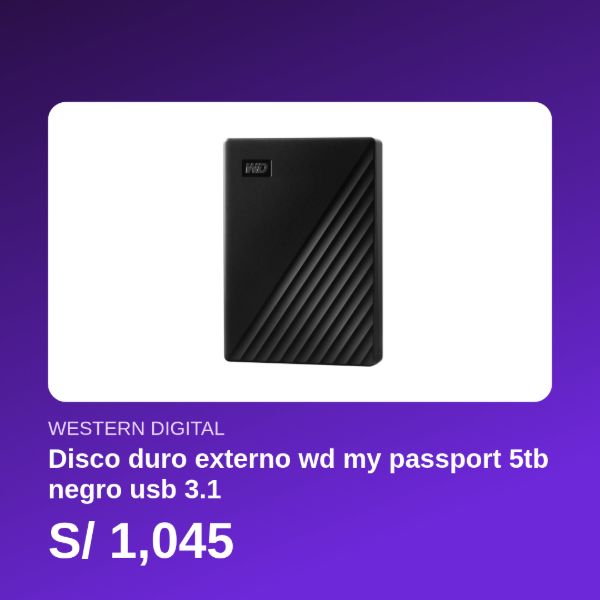 WD
WESTERN DIGITAL
Disco duro externo wd my passport 5tb
negro usb 3.1
S/ 1,045